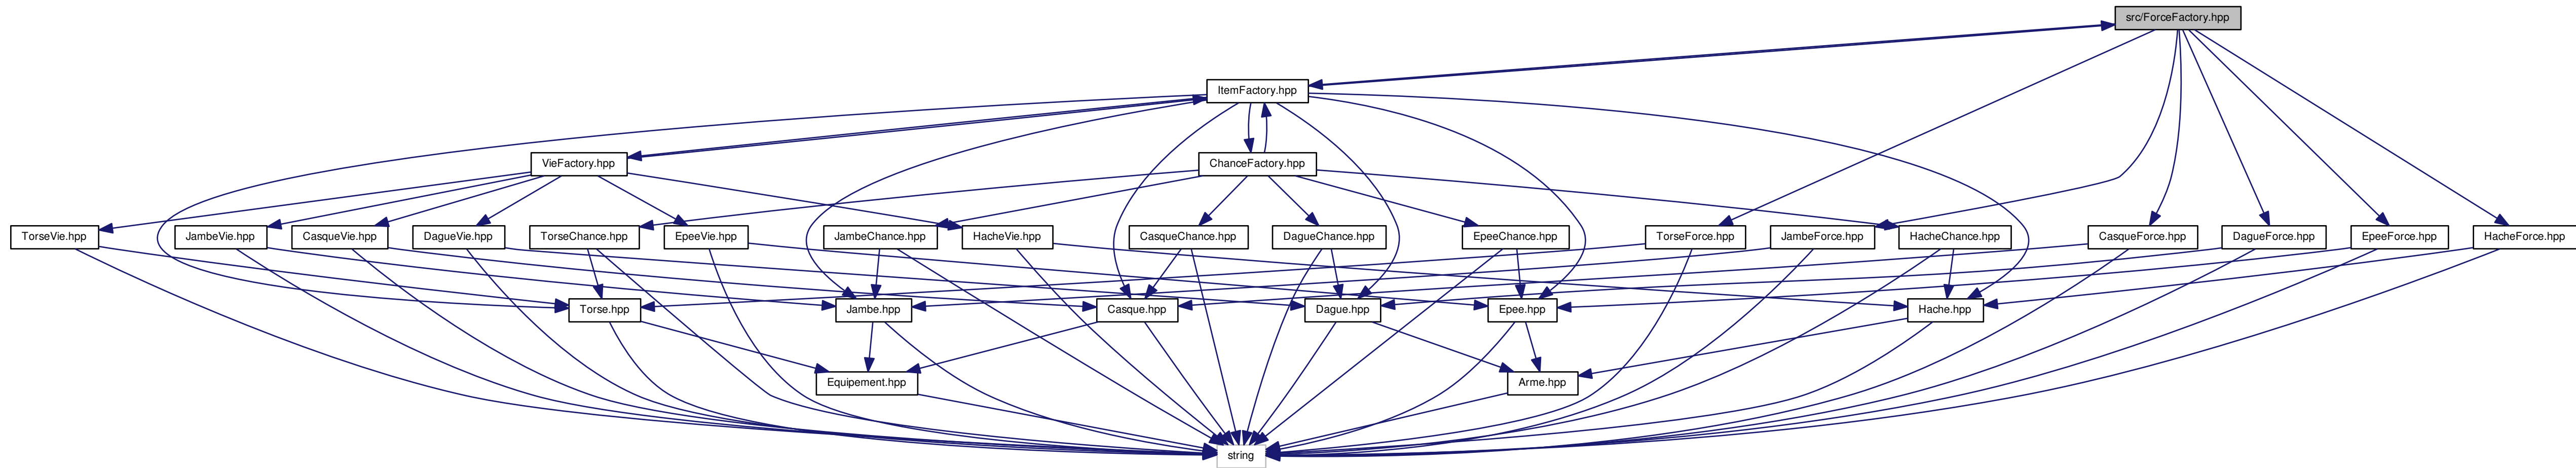 src/ForceFactory.hpp
ItemFactory.hpp
VieFactory.hpp
ChanceFactory.hpp
TorseVie.hpp
JambeVie.hpp
CasqueVie.hpp
DagueVie.hpp
TorseChance.hpp
EpeeVie.hpp
JambeChance.hpp
HacheVie.hpp
CasqueChance.hpp
DagueChance.hpp
EpeeChance.hpp
TorseForce.hpp
JambeForce.hpp
HacheChance.hpp
CasqueForce.hpp
DagueForce.hpp
EpeeForce.hpp
HacheForce.hpp
Torse.hpp
Jambe.hpp
Casque.hpp
Dague.hpp
Epee.hpp
Hache.hpp
Equipement.hpp
Arme.hpp
string